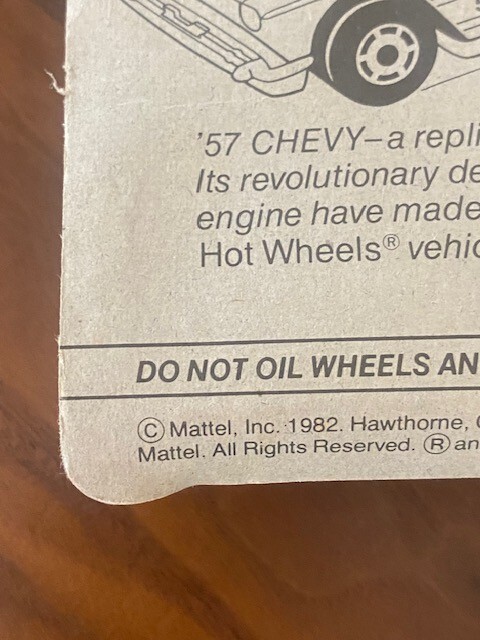 '57 CHEVY–a repli
Its revolutionary de
engine have made
Hot Wheels® vehic
DO NOT OIL WHEELS AN
© Mattel, Inc. 1982. Hawthorne,
Mattel. All Rights Reserved. ® an